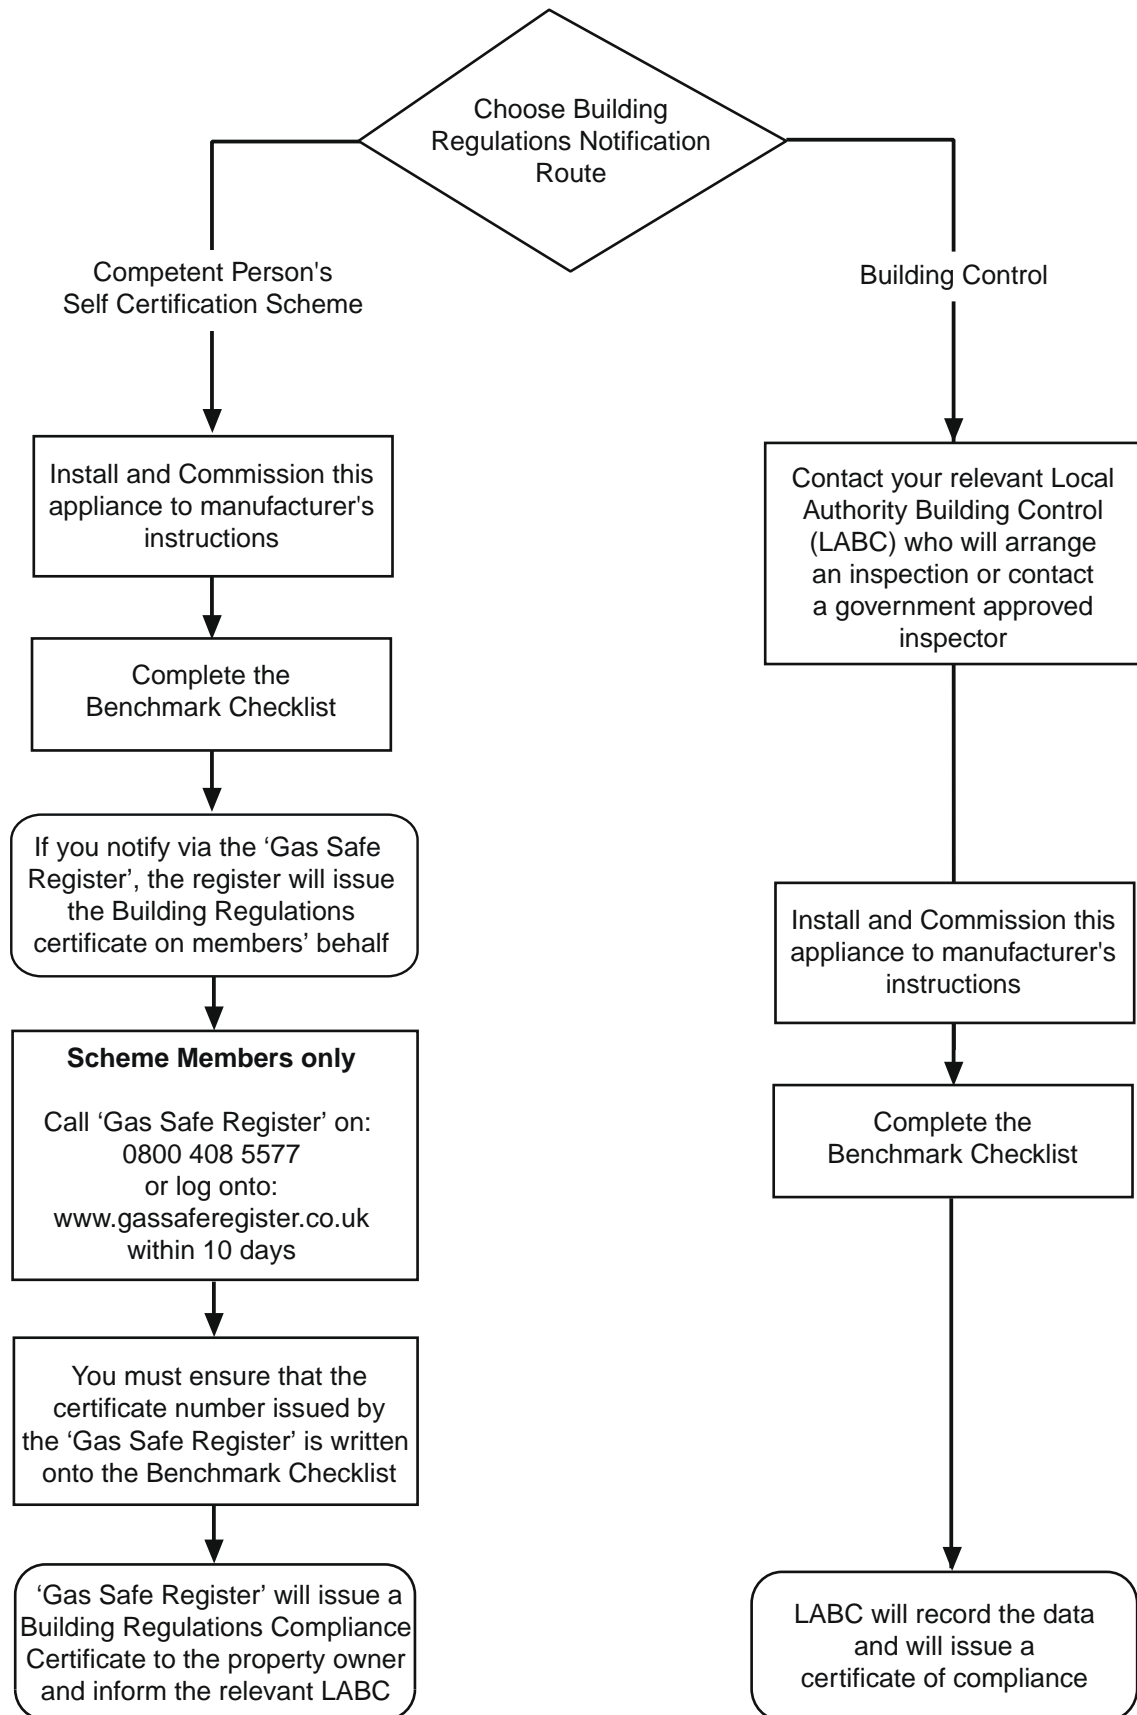 Choose Building
Regulations Notification
Route
Competent Person's
Self Certification Scheme
Building Control
Install and Commission this
appliance to manufacturer's
instructions
Contact your relevant Local
Authority Building Control
(LABC) who will arrange
an inspection or contact
a government approved
inspector
Complete the
Benchmark Checklist
If you notify via the ‘Gas Safe
Register’, the register will issue
the Building Regulations
certificate on members’ behalf
Install and Commission this
appliance to manufacturer's
instructions
Scheme Members only
Call ‘Gas Safe Register’ on:
0800 408 5577
or log onto:
www.gassaferegister.co.uk
within 10 days
Complete the
Benchmark Checklist
You must ensure that the
certificate number issued by
the ‘Gas Safe Register’ is written
onto the Benchmark Checklist
‘Gas Safe Register’ will issue a
Building Regulations Compliance
Certificate to the property owner
and inform the relevant LABC
LABC will record the data
and will issue a
certificate of compliance